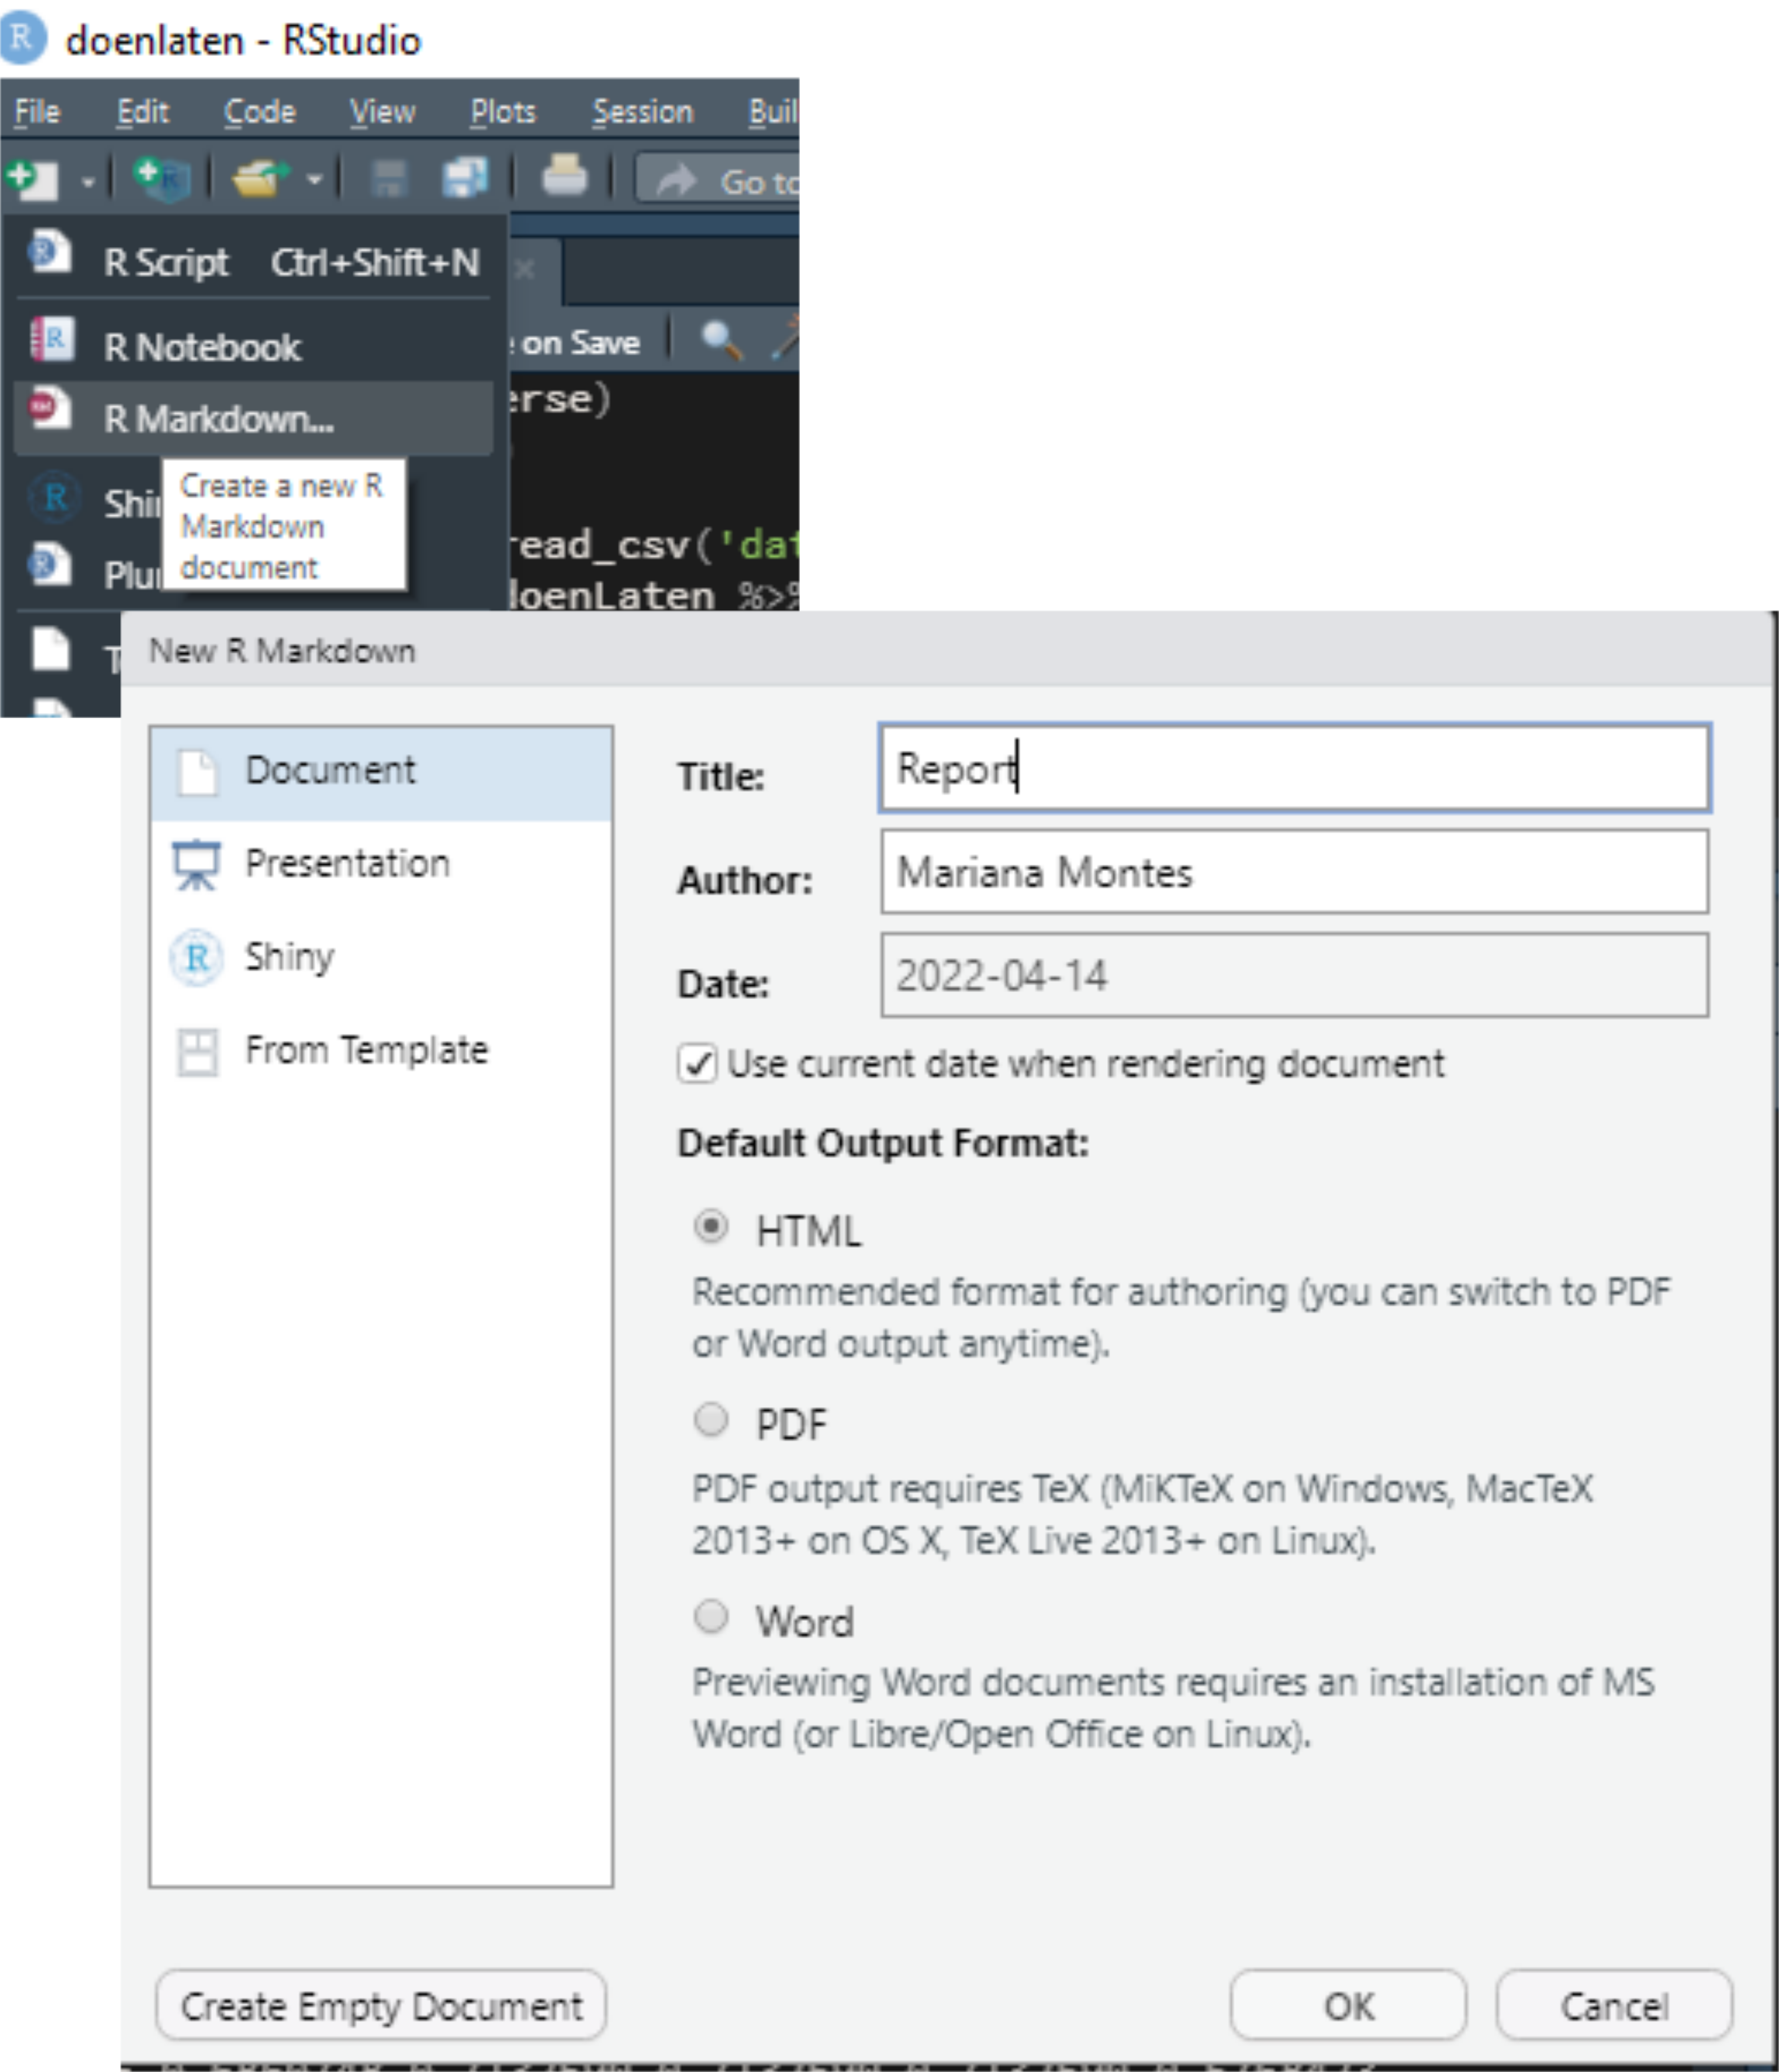 R doenlaten - RStudio
File Edit Code View Plots Session Buil
Go to
R Script Ctrl+Shift+N
R Notebook
on Save
R Markdown...
erse)
Create a new R
Markdown
document
Shi
Plu
read_csv('dat
doenLaten %>%
New R Markdown
Document
Presentation
Shiny
From Template
Title: Report
Author: Mariana Montes
Date: 2022-04-14
Use current date when rendering document
Default Output Format:
HTML
Recommended format for authoring (you can switch to PDF
or Word output anytime).
PDF
PDF output requires TeX (MiKTeX on Windows, MacTeX
2013+ on OS X, TeX Live 2013+ on Linux).
Word
Previewing Word documents requires an installation of MS
Word (or Libre/Open Office on Linux).
Create Empty Document OK Cancel